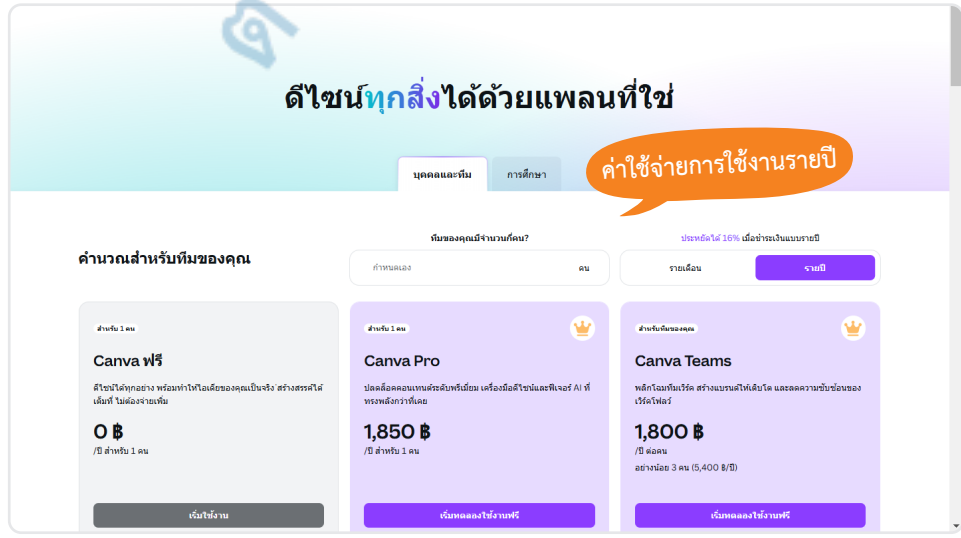 ดีไซน์ทุกสิ่งได้ด้วยแพลนที่ใช่
บุคคลและทีม
การศึกษา
ค่าใช้จ่ายการใช้งานรายปี
คำนวณสำหรับทีมของคุณ
ทีมของคุณมีจำนวนกี่คน?
กำหนดเอง
คน
ประหยัดได้ 16% เมื่อชำระเงินแบบรายปี
รายเดือน
รายปี
สำหรับ 1 คน
Canva ฟรี
ดีไซน์ได้ทุกอย่าง พร้อมทำให้ไอเดียของคุณเป็นจริง สร้างสรรค์ได้
เต็มที่ ไม่ต้องจ่ายเพิ่ม
0 ฿
/ปี สำหรับ 1 คน
เริ่มใช้งาน
สำหรับ 1 คน
Canva Pro
ปลดล็อคคอนเทนต์ระดับพรีเมี่ยม เครื่องมือดีไซน์และฟีเจอร์ AI ที่
ทรงพลังกว่าที่เคย
1,850 ฿
/ปี สำหรับ 1 คน
เริ่มทดลองใช้งานฟรี
สำหรับทีมของคุณ
Canva Teams
พลิกโฉมทีมเวิร์ค สร้างแบรนด์ให้เติบโต และลดความซับซ้อนของ
เวิร์คโฟลว์
1,800 ฿
/ปี ต่อคน
อย่างน้อย 3 คน (5,400 ฿/ปี)
เริ่มทดลองใช้งานฟรี